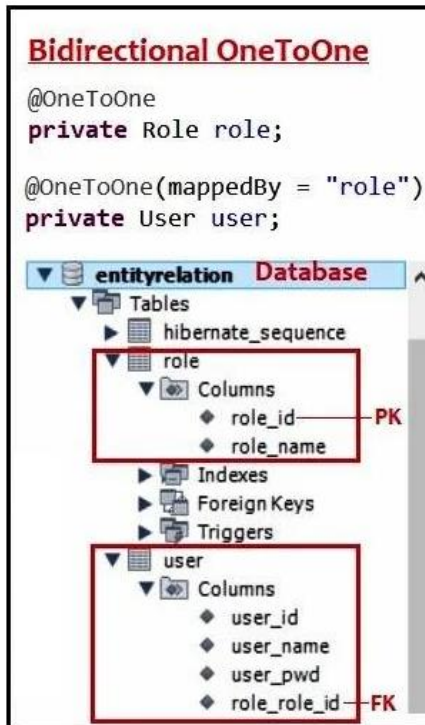 Bidirectional OneToOne
@OneToOne
private Role role;
@OneToOne(mappedBy = "role")
private User user;
entityrelation Database
Tables
hibernate_sequence
role
Columns
role_id PK
role_name
Indexes
Foreign Keys
Triggers
user
Columns
user_id
user_name
user_pwd
role_role_id FK